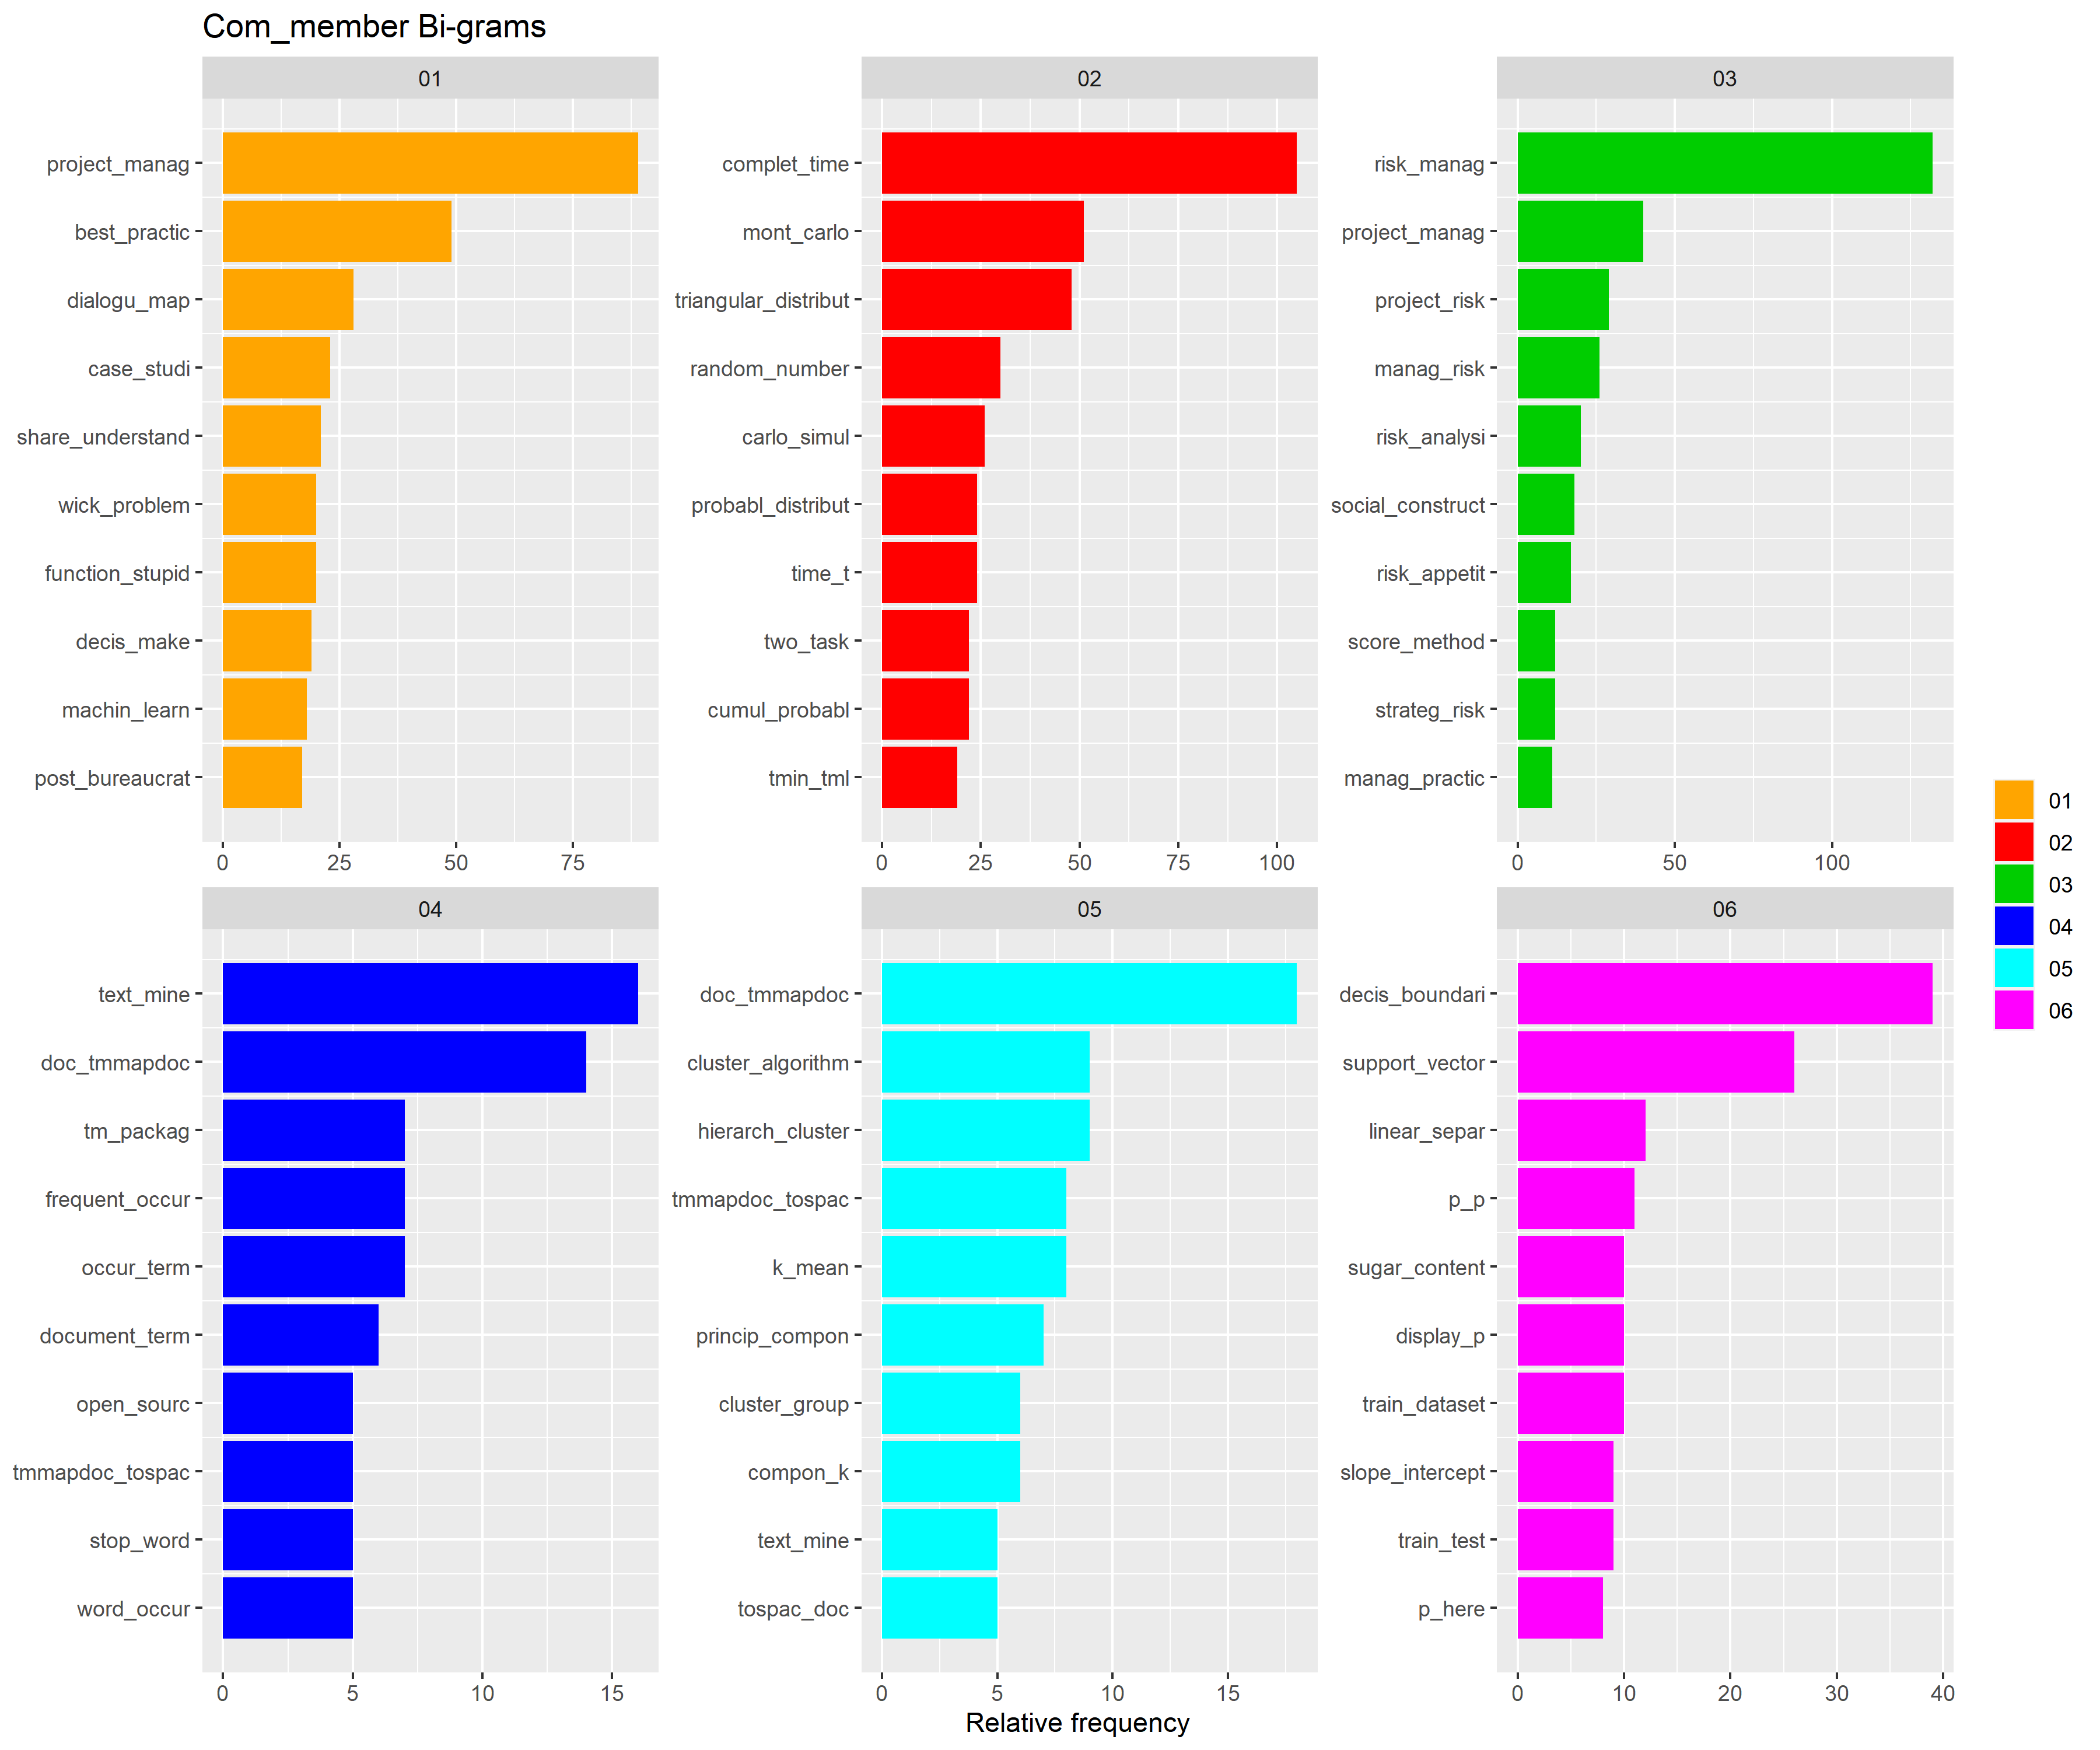 Com_member Bi-grams
01
project_manag
best_practic
dialogu_map
case_studi
share_understand
wick_problem
function_stupid
decis_make
machin_learn
post_bureaucrat
0 25 50 75
02
complet_time
mont_carlo
triangular_distribut
random_number
carlo_simul
probabl_distribut
time_t
two_task
cumul_probabl
tmin_tml
0 25 50 75 100
03
risk_manag
project_manag
project_risk
manag_risk
risk_analysi
social_construct
risk_appetit
score_method
strateg_risk
manag_practic
0 50 100
04
text_mine
doc_tmmapdoc
tm_packag
frequent_occur
occur_term
document_term
open_sourc
tmmapdoc_tospac
stop_word
word_occur
0 5 10 15
05
doc_tmmapdoc
cluster_algorithm
hierarch_cluster
tmmapdoc_tospac
k_mean
princip_compon
cluster_group
compon_k
text_mine
tospac_doc
0 5 10 15
06
decis_boundari
support_vector
linear_separ
p_p
sugar_content
display_p
train_dataset
slope_intercept
train_test
p_here
0 10 20 30 40
Relative frequency
01
02
03
04
05
06